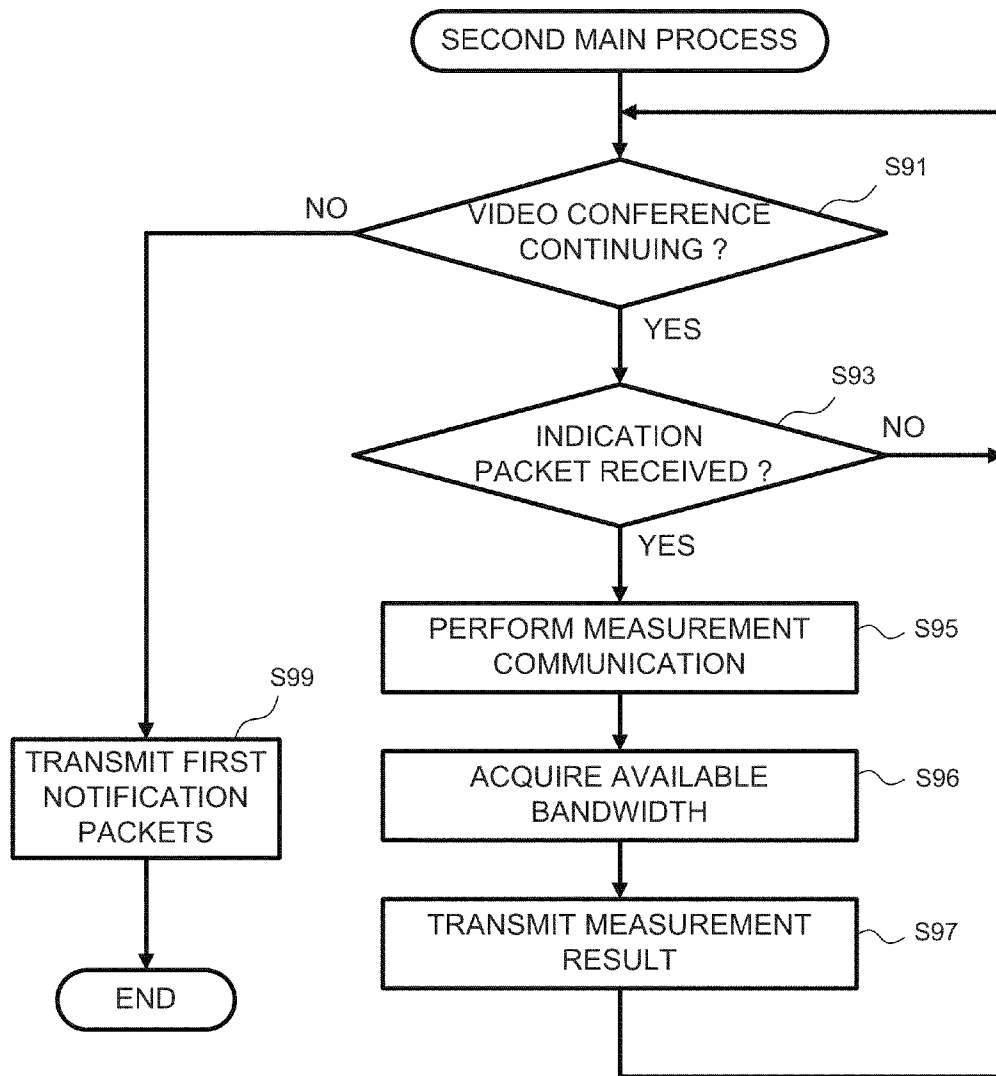 SECOND MAIN PROCESS
S91
NO
VIDEO CONFERENCE
CONTINUING ?
YES
S93
NO
INDICATION
PACKET RECEIVED ?
YES
PERFORM MEASUREMENT
COMMUNICATION
S95
S99
TRANSMIT FIRST
NOTIFICATION
PACKETS
ACQUIRE AVAILABLE
BANDWIDTH
S96
TRANSMIT MEASUREMENT
RESULT
S97
END